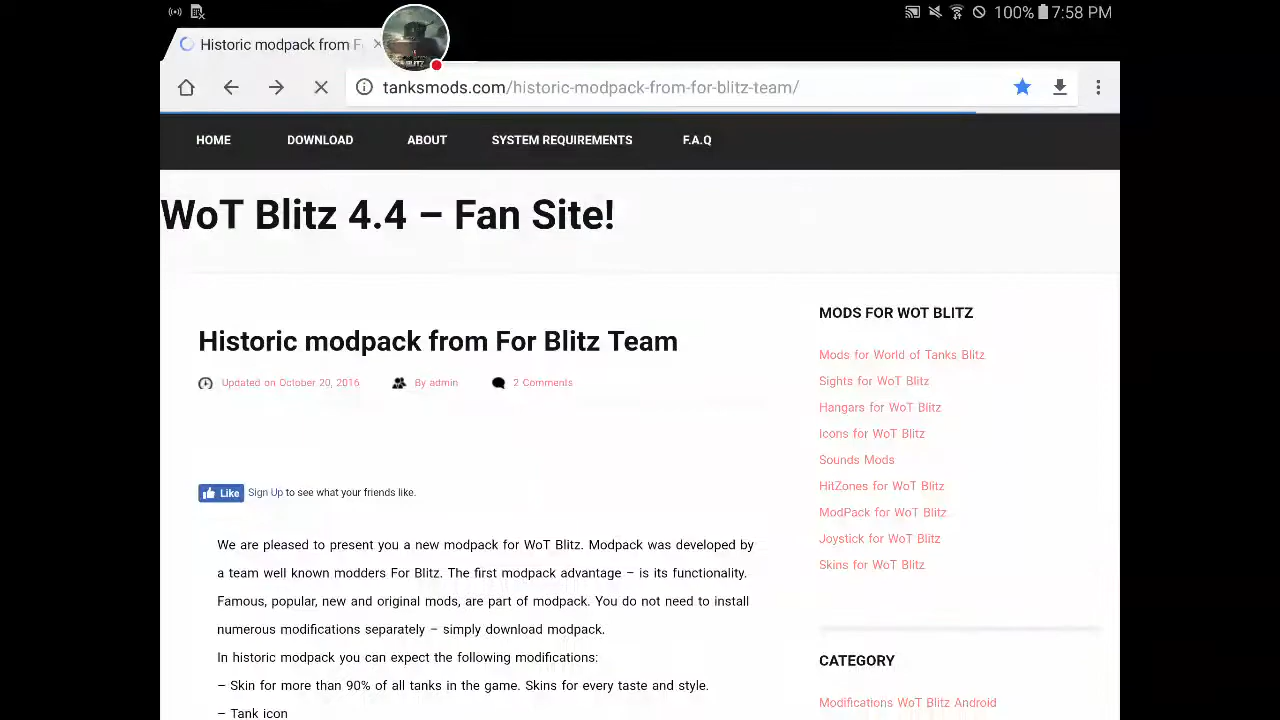 100% 7:58 PM
Historic modpack from F
BLITZ
tanksmods.com/historic-modpack-from-for-blitz-team/
HOME DOWNLOAD ABOUT SYSTEM REQUIREMENTS F.A.Q
WoT Blitz 4.4 – Fan Site!
Historic modpack from For Blitz Team
Updated on October 20, 2016 By admin 2 Comments
Like Sign Up to see what your friends like.
We are pleased to present you a new modpack for WoT Blitz. Modpack was developed by
a team well known modders For Blitz. The first modpack advantage – is its functionality.
Famous, popular, new and original mods, are part of modpack. You do not need to install
numerous modifications separately – simply download modpack.
In historic modpack you can expect the following modifications:
– Skin for more than 90% of all tanks in the game. Skins for every taste and style.
– Tank icon
MODS FOR WOT BLITZ
Mods for World of Tanks Blitz
Sights for WoT Blitz
Hangars for WoT Blitz
Icons for WoT Blitz
Sounds Mods
HitZones for WoT Blitz
ModPack for WoT Blitz
Joystick for WoT Blitz
Skins for WoT Blitz
CATEGORY
Modifications WoT Blitz Android